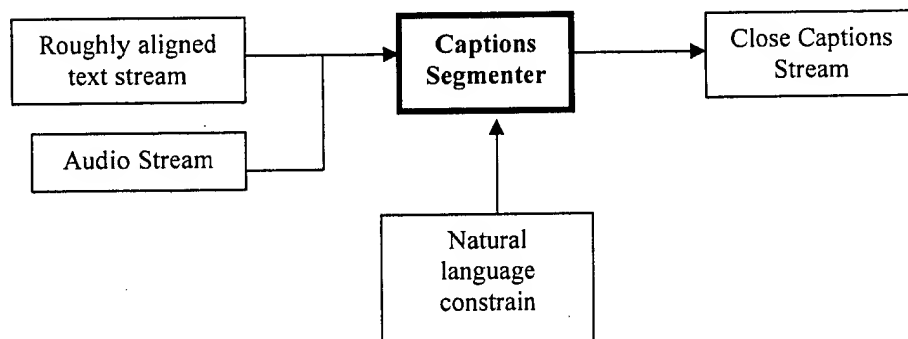 Roughly aligned
text stream
Captions
Segmenter
Close Captions
Stream
Audio Stream
Natural
language
constrain